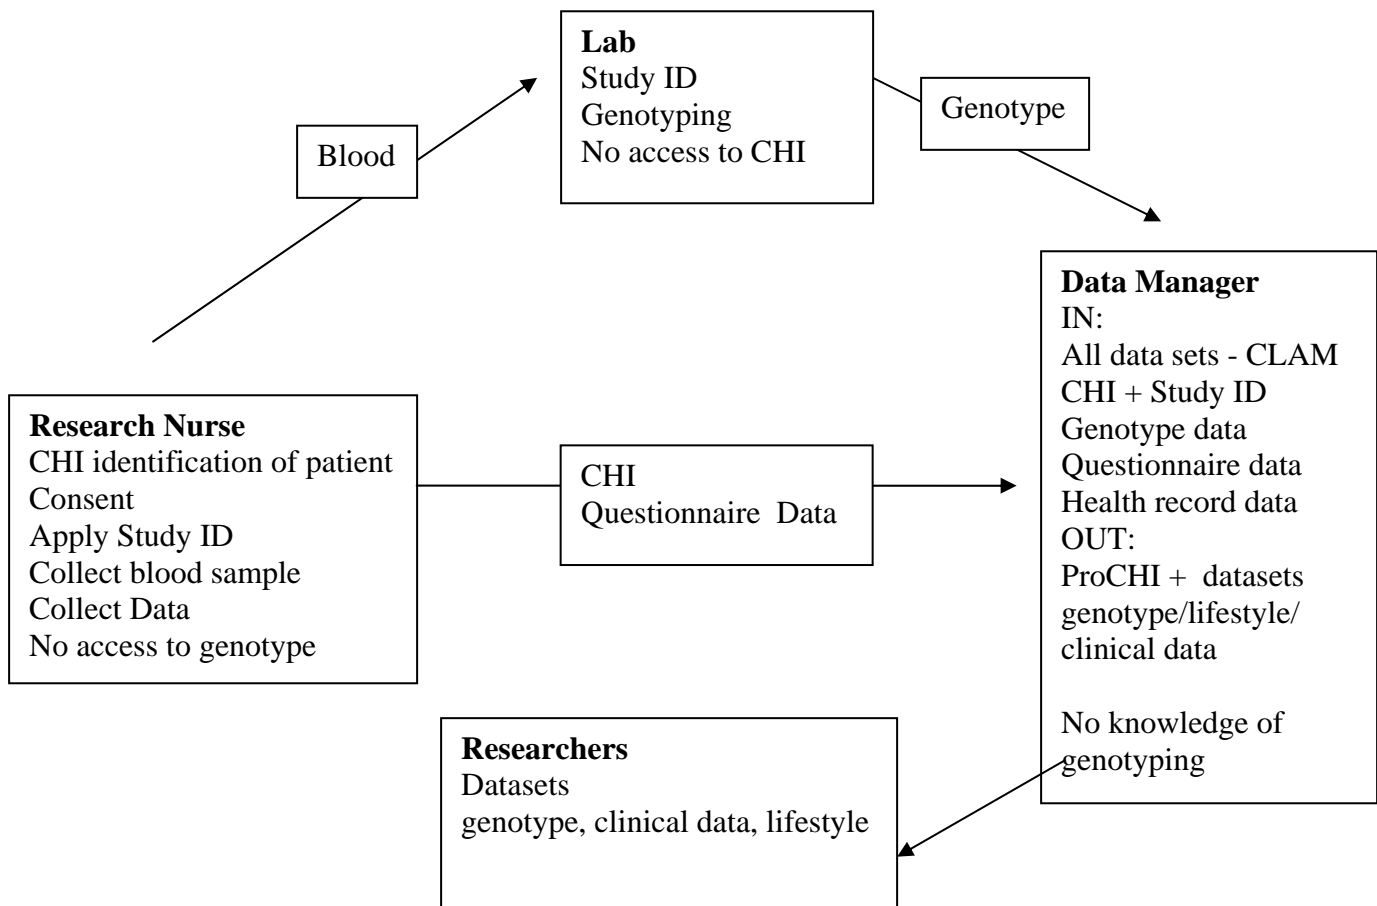 Lab
Study ID
Genotyping
No access to CHI
Genotype
Blood
Data Manager
IN:
All data sets - CLAM
CHI + Study ID
Genotype data
Questionnaire data
Health record data
OUT:
ProCHI + datasets
genotype/lifestyle/
clinical data
No knowledge of
genotyping
Research Nurse
CHI identification of patient
Consent
Apply Study ID
Collect blood sample
Collect Data
No access to genotype
CHI
Questionnaire Data
Researchers
Datasets
genotype, clinical data, lifestyle